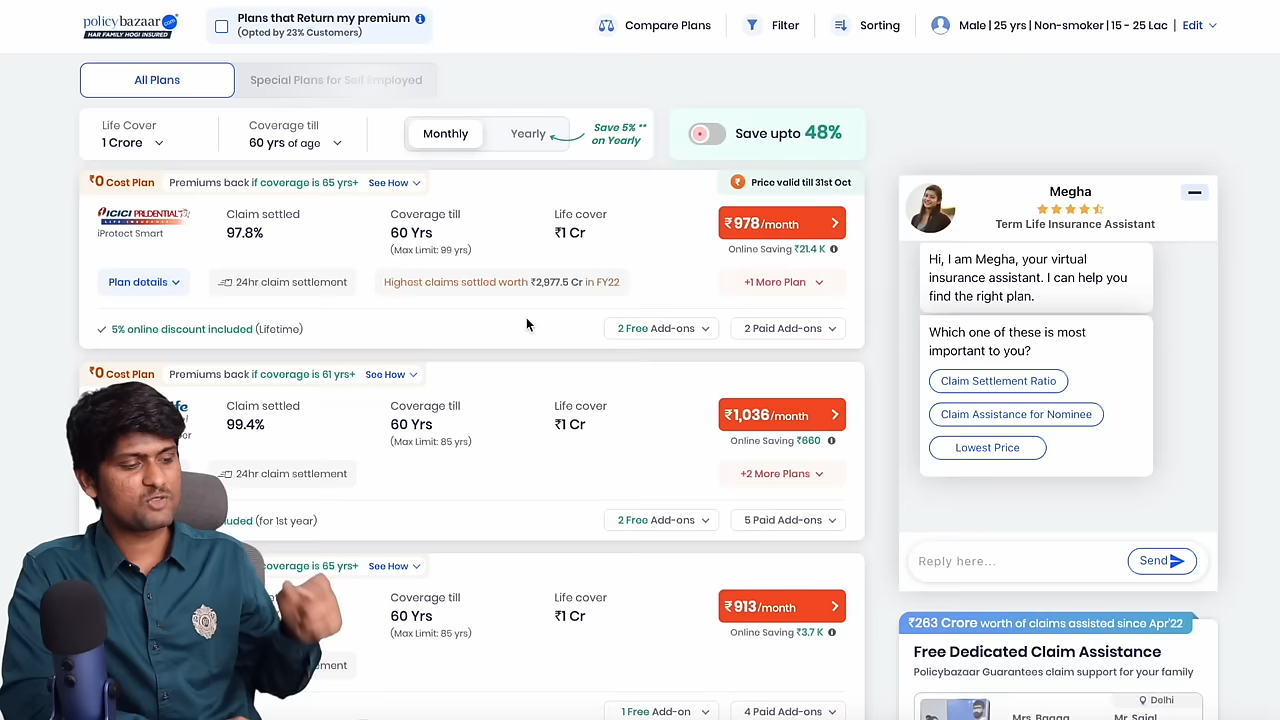 policybazaar.com
HAR FAMILY HOGI INSURED
Plans that Return my premium
(Opted by 23% Customers)
Compare Plans
Filter
Sorting
Male | 25 yrs | Non-smoker | 15 - 25 Lac | Edit
All Plans
Special Plans for Self Employed
Life Cover
1 Crore
Coverage till
60 yrs of age
Monthly
Yearly
Save 5% **
on Yearly
Save upto 48%
₹0 Cost Plan
Premiums back if coverage is 65 yrs+ See How
Price valid till 31st Oct
ICICI PRUDENTIAL
LIFE INSURANCE
iProtect Smart
Claim settled
97.8%
Coverage till
60 Yrs
(Max Limit: 99 yrs)
Life cover
₹1 Cr
₹978/month
Online Saving ₹21.4 K
Plan details
24hr claim settlement
Highest claims settled worth ₹2,977.5 Cr in FY22
+1 More Plan
5% online discount included (Lifetime)
2 Free Add-ons
2 Paid Add-ons
₹0 Cost Plan
Premiums back if coverage is 61 yrs+ See How
Claim settled
99.4%
Coverage till
60 Yrs
(Max Limit: 85 yrs)
Life cover
₹1 Cr
₹1,036/month
Online Saving ₹660
24hr claim settlement
+2 More Plans
(for 1st year)
2 Free Add-ons
5 Paid Add-ons
coverage is 65 yrs+ See How
Coverage till
60 Yrs
(Max Limit: 85 yrs)
Life cover
₹1 Cr
₹913/month
Online Saving ₹3.7 K
1 Free Add-on
4 Paid Add-ons
Megha
Term Life Insurance Assistant
Hi, I am Megha, your virtual
insurance assistant. I can help you
find the right plan.
Which one of these is most
important to you?
Claim Settlement Ratio
Claim Assistance for Nominee
Lowest Price
Reply here...
Send
₹263 Crore worth of claims assisted since Apr'22
Free Dedicated Claim Assistance
Policybazaar Guarantees claim support for your family
Delhi